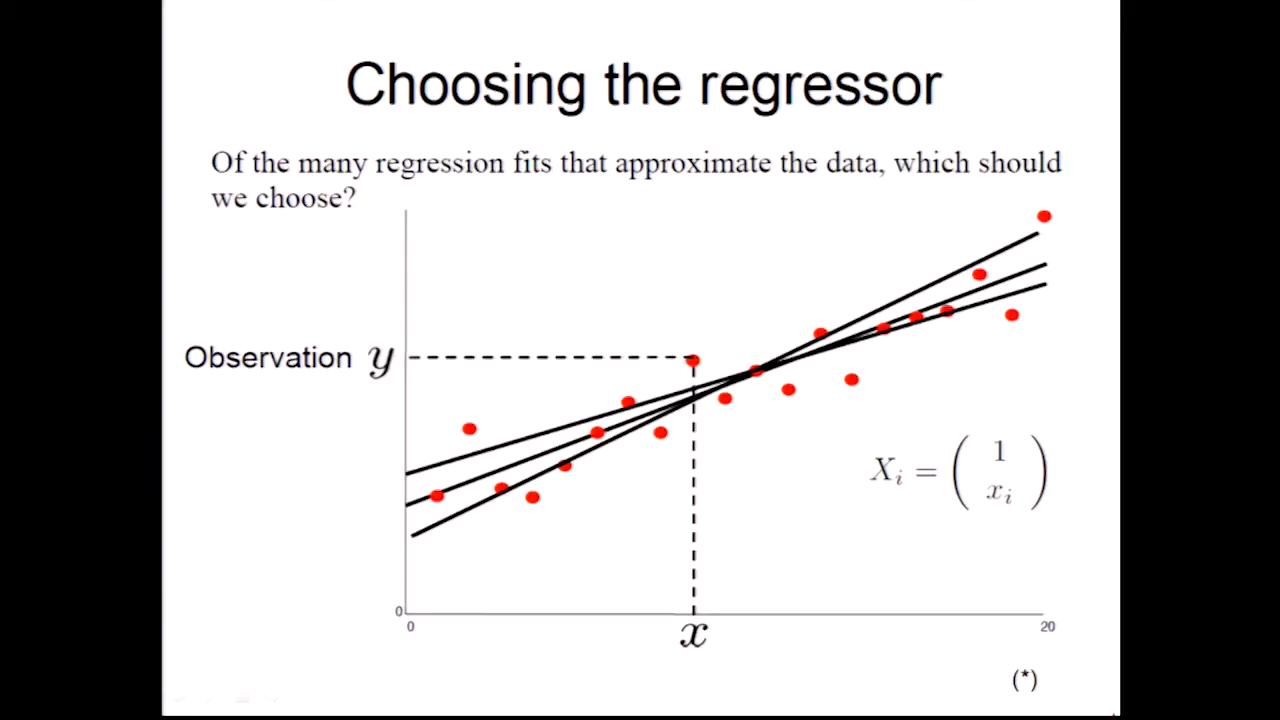 Choosing the regressor
Of the many regression fits that approximate the data, which should
we choose?
Observation y
X_i = ( 1
x_i )
0
0
x
20
(*)